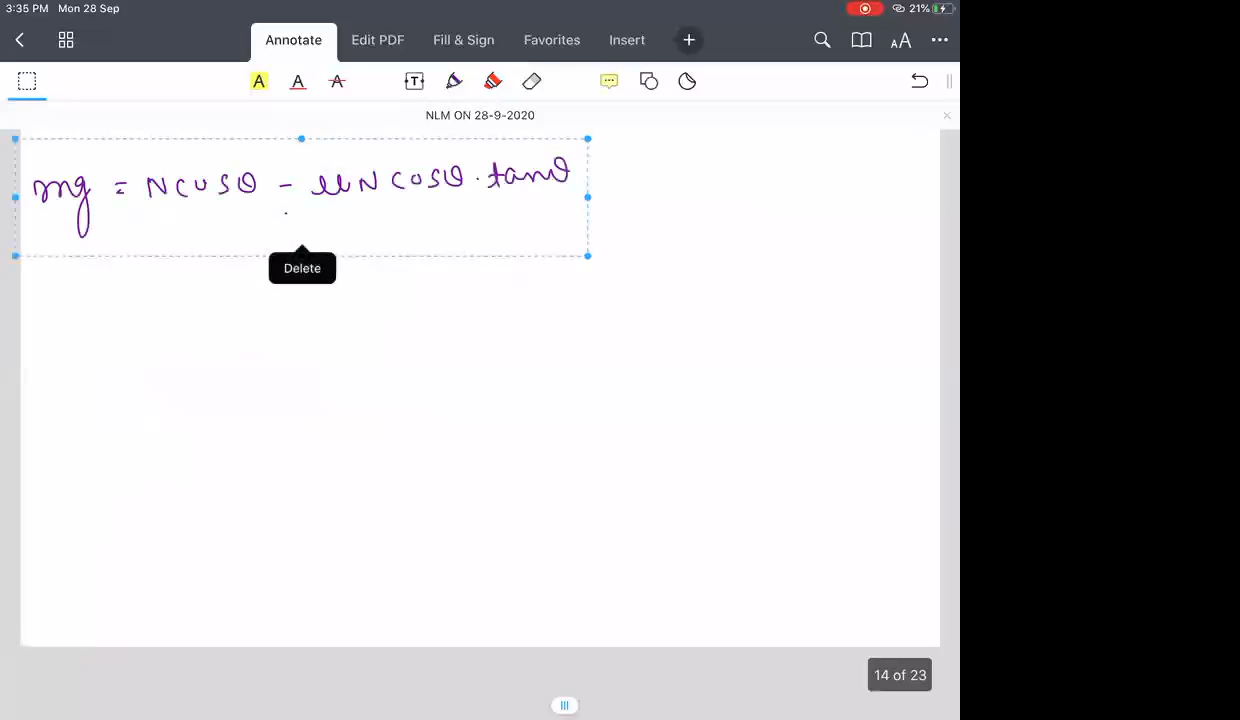 3:35 PM Mon 28 Sep 21%
Annotate Edit PDF Fill & Sign Favorites Insert
NLM ON 28-9-2020
mg = N cosθ - μN cosθ · tanθ
Delete
14 of 23